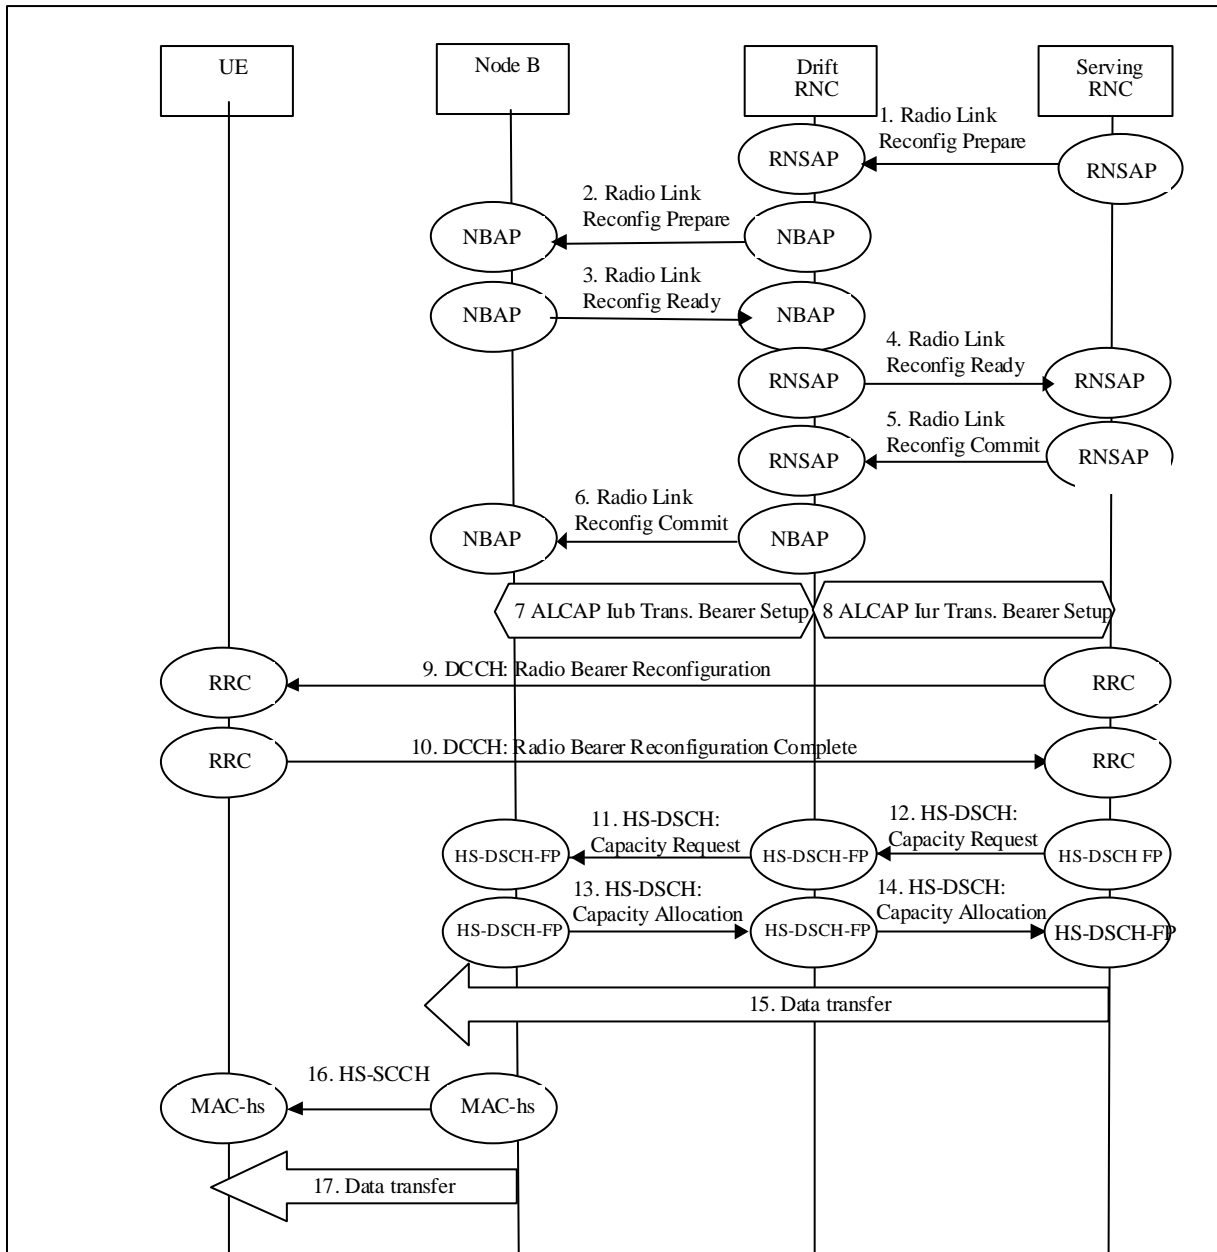 UE
Node B
Drift
RNC
Serving
RNC
1. Radio Link
Reconfig Prepare
RNSAP
RNSAP
2. Radio Link
Reconfig Prepare
NBAP
NBAP
3. Radio Link
Reconfig Ready
NBAP
NBAP
4. Radio Link
Reconfig Ready
RNSAP
RNSAP
5. Radio Link
Reconfig Commit
RNSAP
RNSAP
6. Radio Link
Reconfig Commit
NBAP
NBAP
7 ALCAP Iub Trans. Bearer Setup
8 ALCAP Iur Trans. Bearer Setup
9. DCCH: Radio Bearer Reconfiguration
RRC
RRC
10. DCCH: Radio Bearer Reconfiguration Complete
RRC
RRC
11. HS-DSCH:
Capacity Request
12. HS-DSCH:
Capacity Request
HS-DSCH-FP
HS-DSCH-FP
HS-DSCH FP
13. HS-DSCH:
Capacity Allocation
14. HS-DSCH:
Capacity Allocation
HS-DSCH-FP
HS-DSCH-FP
HS-DSCH-FP
15. Data transfer
16. HS-SCCH
MAC-hs
MAC-hs
17. Data transfer